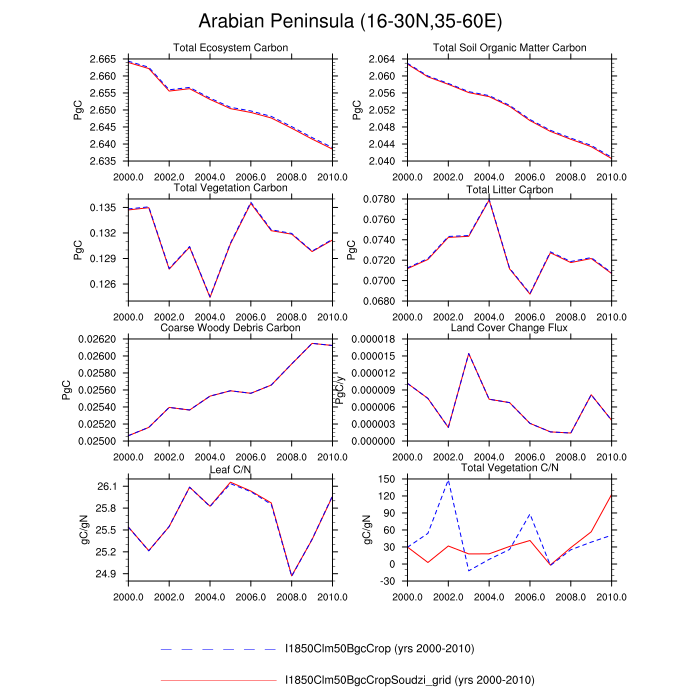 Arabian Peninsula (16-30N,35-60E)
Total Ecosystem Carbon
PgC
2.665
2.660
2.655
2.650
2.645
2.640
2.635
2000.0 2002.0 2004.0 2006.0 2008.0 2010.0
Total Soil Organic Matter Carbon
PgC
2.064
2.060
2.056
2.052
2.048
2.044
2.040
2000.0 2002.0 2004.0 2006.0 2008.0 2010.0
Total Vegetation Carbon
PgC
0.135
0.132
0.129
0.126
2000.0 2002.0 2004.0 2006.0 2008.0 2010.0
Total Litter Carbon
PgC
0.0780
0.0760
0.0740
0.0720
0.0700
0.0680
2000.0 2002.0 2004.0 2006.0 2008.0 2010.0
Coarse Woody Debris Carbon
PgC
0.02620
0.02600
0.02580
0.02560
0.02540
0.02520
0.02500
2000.0 2002.0 2004.0 2006.0 2008.0 2010.0
Land Cover Change Flux
PgC/y
0.000018
0.000015
0.000012
0.000009
0.000006
0.000003
0.000000
2000.0 2002.0 2004.0 2006.0 2008.0 2010.0
Leaf C/N
gC/gN
26.1
25.8
25.5
25.2
24.9
2000.0 2002.0 2004.0 2006.0 2008.0 2010.0
Total Vegetation C/N
gC/gN
150
120
90
60
30
0
-30
2000.0 2002.0 2004.0 2006.0 2008.0 2010.0
I1850Clm50BgcCrop (yrs 2000-2010)
I1850Clm50BgcCropSoudzi_grid (yrs 2000-2010)